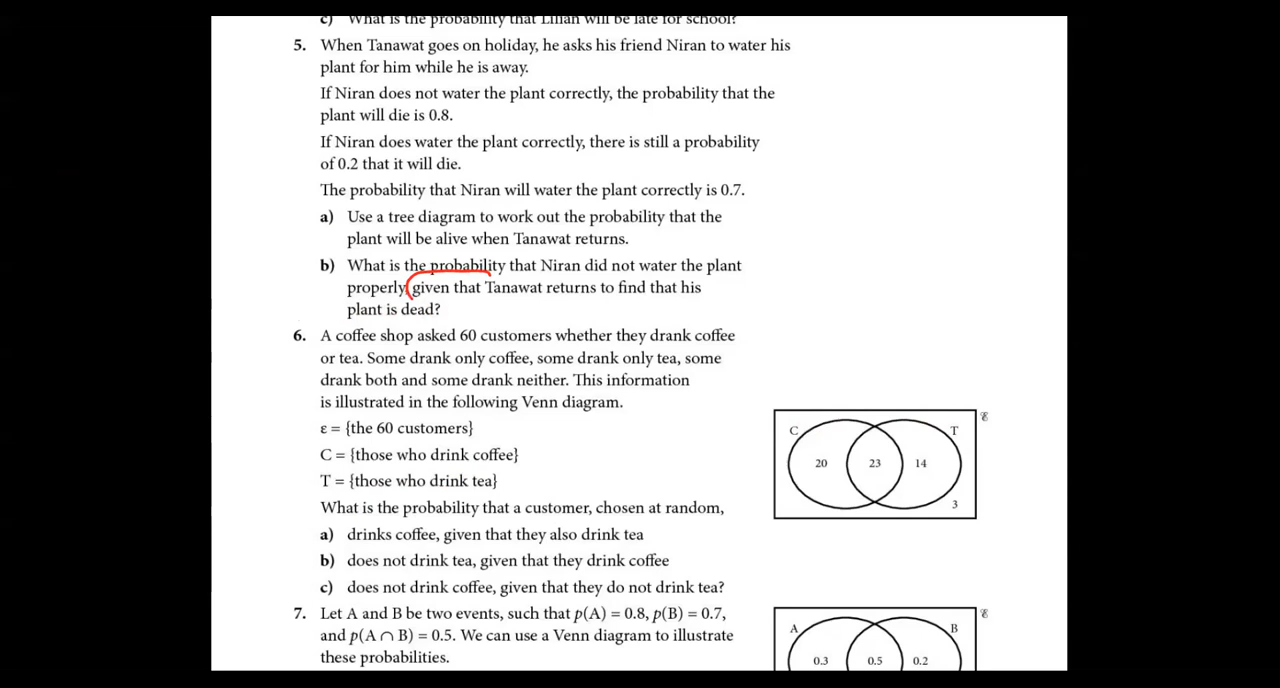 c) What is the probability that Lilian will be late for school?
5. When Tanawat goes on holiday, he asks his friend Niran to water his
plant for him while he is away.
If Niran does not water the plant correctly, the probability that the
plant will die is 0.8.
If Niran does water the plant correctly, there is still a probability
of 0.2 that it will die.
The probability that Niran will water the plant correctly is 0.7.
a) Use a tree diagram to work out the probability that the
plant will be alive when Tanawat returns.
b) What is the probability that Niran did not water the plant
properly given that Tanawat returns to find that his
plant is dead?
6. A coffee shop asked 60 customers whether they drank coffee
or tea. Some drank only coffee, some drank only tea, some
drank both and some drank neither. This information
is illustrated in the following Venn diagram.
ε = {the 60 customers}
C = {those who drink coffee}
T = {those who drink tea}
What is the probability that a customer, chosen at random,
a) drinks coffee, given that they also drink tea
b) does not drink tea, given that they drink coffee
c) does not drink coffee, given that they do not drink tea?
C T ℰ
20 23 14
3
7. Let A and B be two events, such that p(A) = 0.8, p(B) = 0.7,
and p(A ∩ B) = 0.5. We can use a Venn diagram to illustrate
these probabilities.
A B ℰ
0.3 0.5 0.2